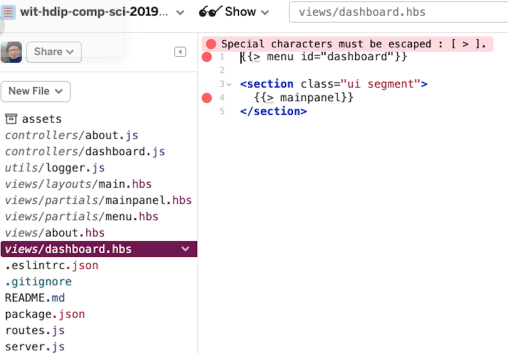 wit-hdip-comp-sci-2019...
Show
views/dashboard.hbs
Share
New File
assets
controllers/about.js
controllers/dashboard.js
utils/logger.js
views/layouts/main.hbs
views/partials/mainpanel.hbs
views/partials/menu.hbs
views/about.hbs
views/dashboard.hbs
.eslintrc.json
.gitignore
README.md
package.json
routes.js
server.js
Special characters must be escaped : [ > ].
1 {{> menu id="dashboard"}}
2
3 <section class="ui segment">
4 {{> mainpanel}}
5 </section>